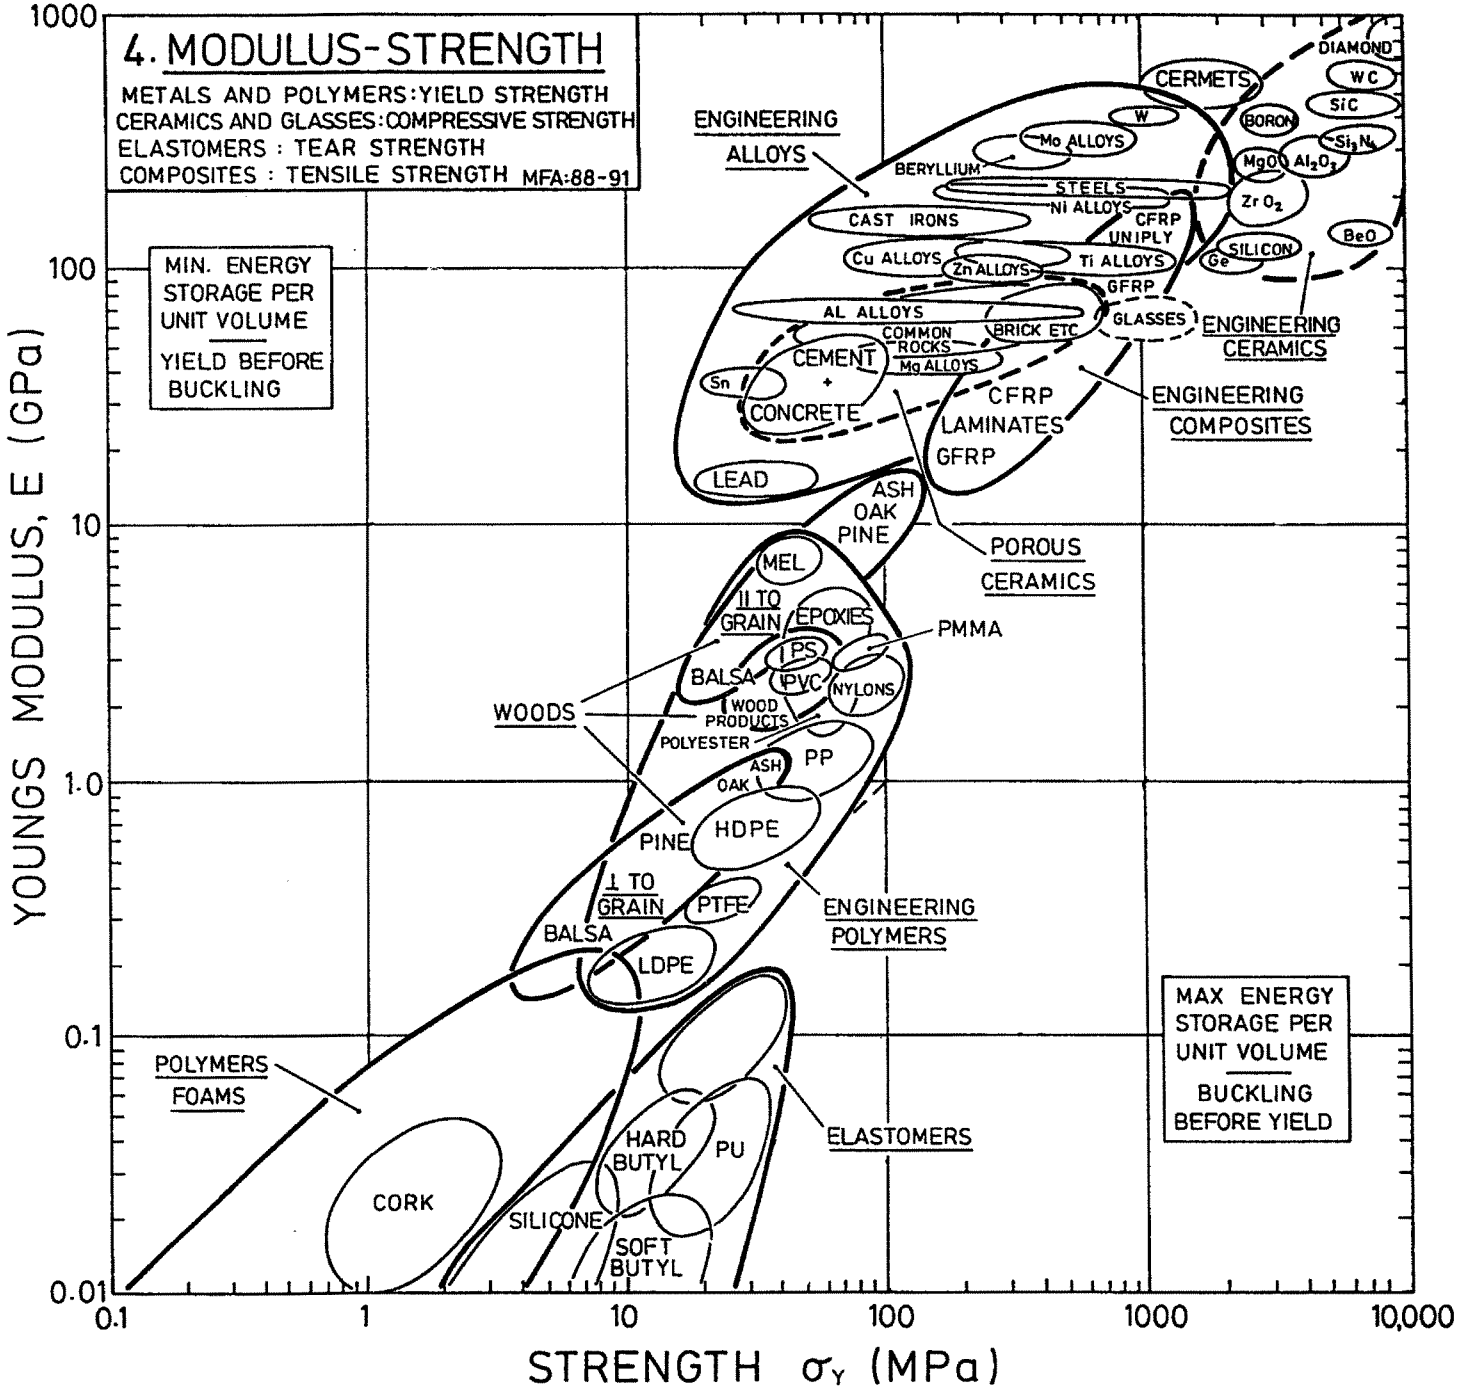 4. MODULUS-STRENGTH
METALS AND POLYMERS:YIELD STRENGTH
CERAMICS AND GLASSES:COMPRESSIVE STRENGTH
ELASTOMERS : TEAR STRENGTH
COMPOSITES : TENSILE STRENGTH MFA:88-91
MIN. ENERGY
STORAGE PER
UNIT VOLUME
YIELD BEFORE
BUCKLING
ENGINEERING
ALLOYS
DIAMOND
CERMETS
WC
SiC
W
BORON
Mo ALLOYS
Si3N4
BERYLLIUM
MgO
Al2O3
STEELS
Ni ALLOYS
ZrO2
CAST IRONS
CFRP
UNIPLY
BeO
SILICON
Cu ALLOYS
Ti ALLOYS
Ge
Zn ALLOYS
GFRP
AL ALLOYS
GLASSES
BRICK ETC
ENGINEERING
CERAMICS
COMMON
ROCKS
CEMENT
+
CONCRETE
Mg ALLOYS
Sn
CFRP
LAMINATES
GFRP
ENGINEERING
COMPOSITES
LEAD
ASH
OAK
PINE
POROUS
CERAMICS
MEL
|| TO
GRAIN
EPOXIES
PMMA
PS
BALSA
PVC
NYLONS
WOOD
PRODUCTS
WOODS
POLYESTER
PP
ASH
OAK
HDPE
PINE
⊥ TO
GRAIN
PTFE
ENGINEERING
POLYMERS
BALSA
LDPE
MAX ENERGY
STORAGE PER
UNIT VOLUME
BUCKLING
BEFORE YIELD
POLYMERS
FOAMS
ELASTOMERS
HARD
BUTYL
PU
CORK
SILICONE
SOFT
BUTYL
YOUNGS MODULUS, E (GPa)
1000
100
10
1.0
0.1
0.01
0.1
1
10
100
1000
10,000
STRENGTH σY (MPa)